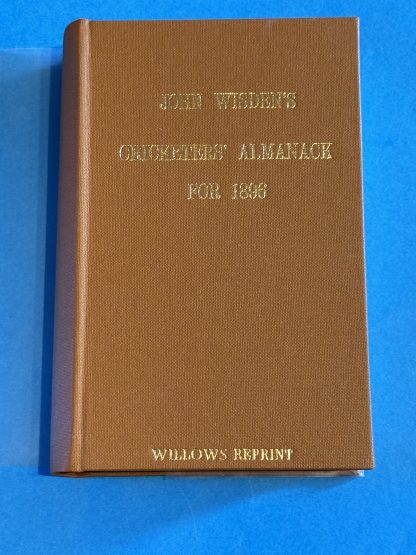 JOHN WISDEN'S
CRICKETERS' ALMANACK
FOR 1896
WILLOWS REPRINT